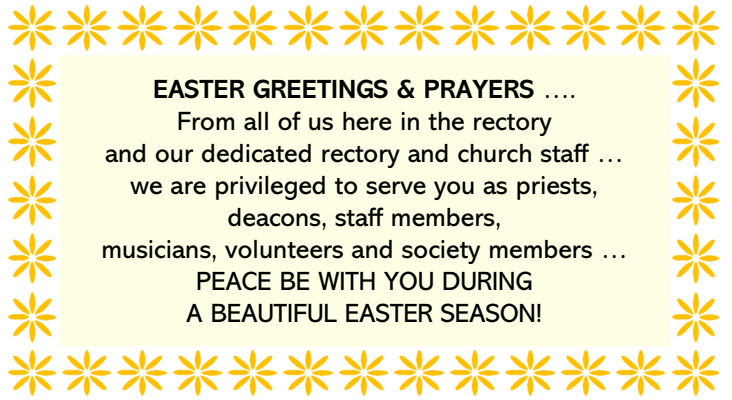 EASTER GREETINGS & PRAYERS ….
From all of us here in the rectory
and our dedicated rectory and church staff …
we are privileged to serve you as priests,
deacons, staff members,
musicians, volunteers and society members …
PEACE BE WITH YOU DURING
A BEAUTIFUL EASTER SEASON!